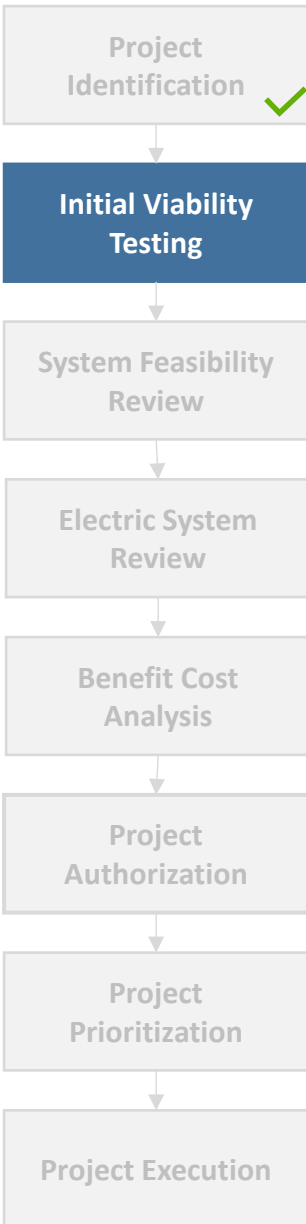 Project
Identification
Initial Viability
Testing
System Feasibility
Review
Electric System
Review
Benefit Cost
Analysis
Project
Authorization
Project
Prioritization
Project Execution